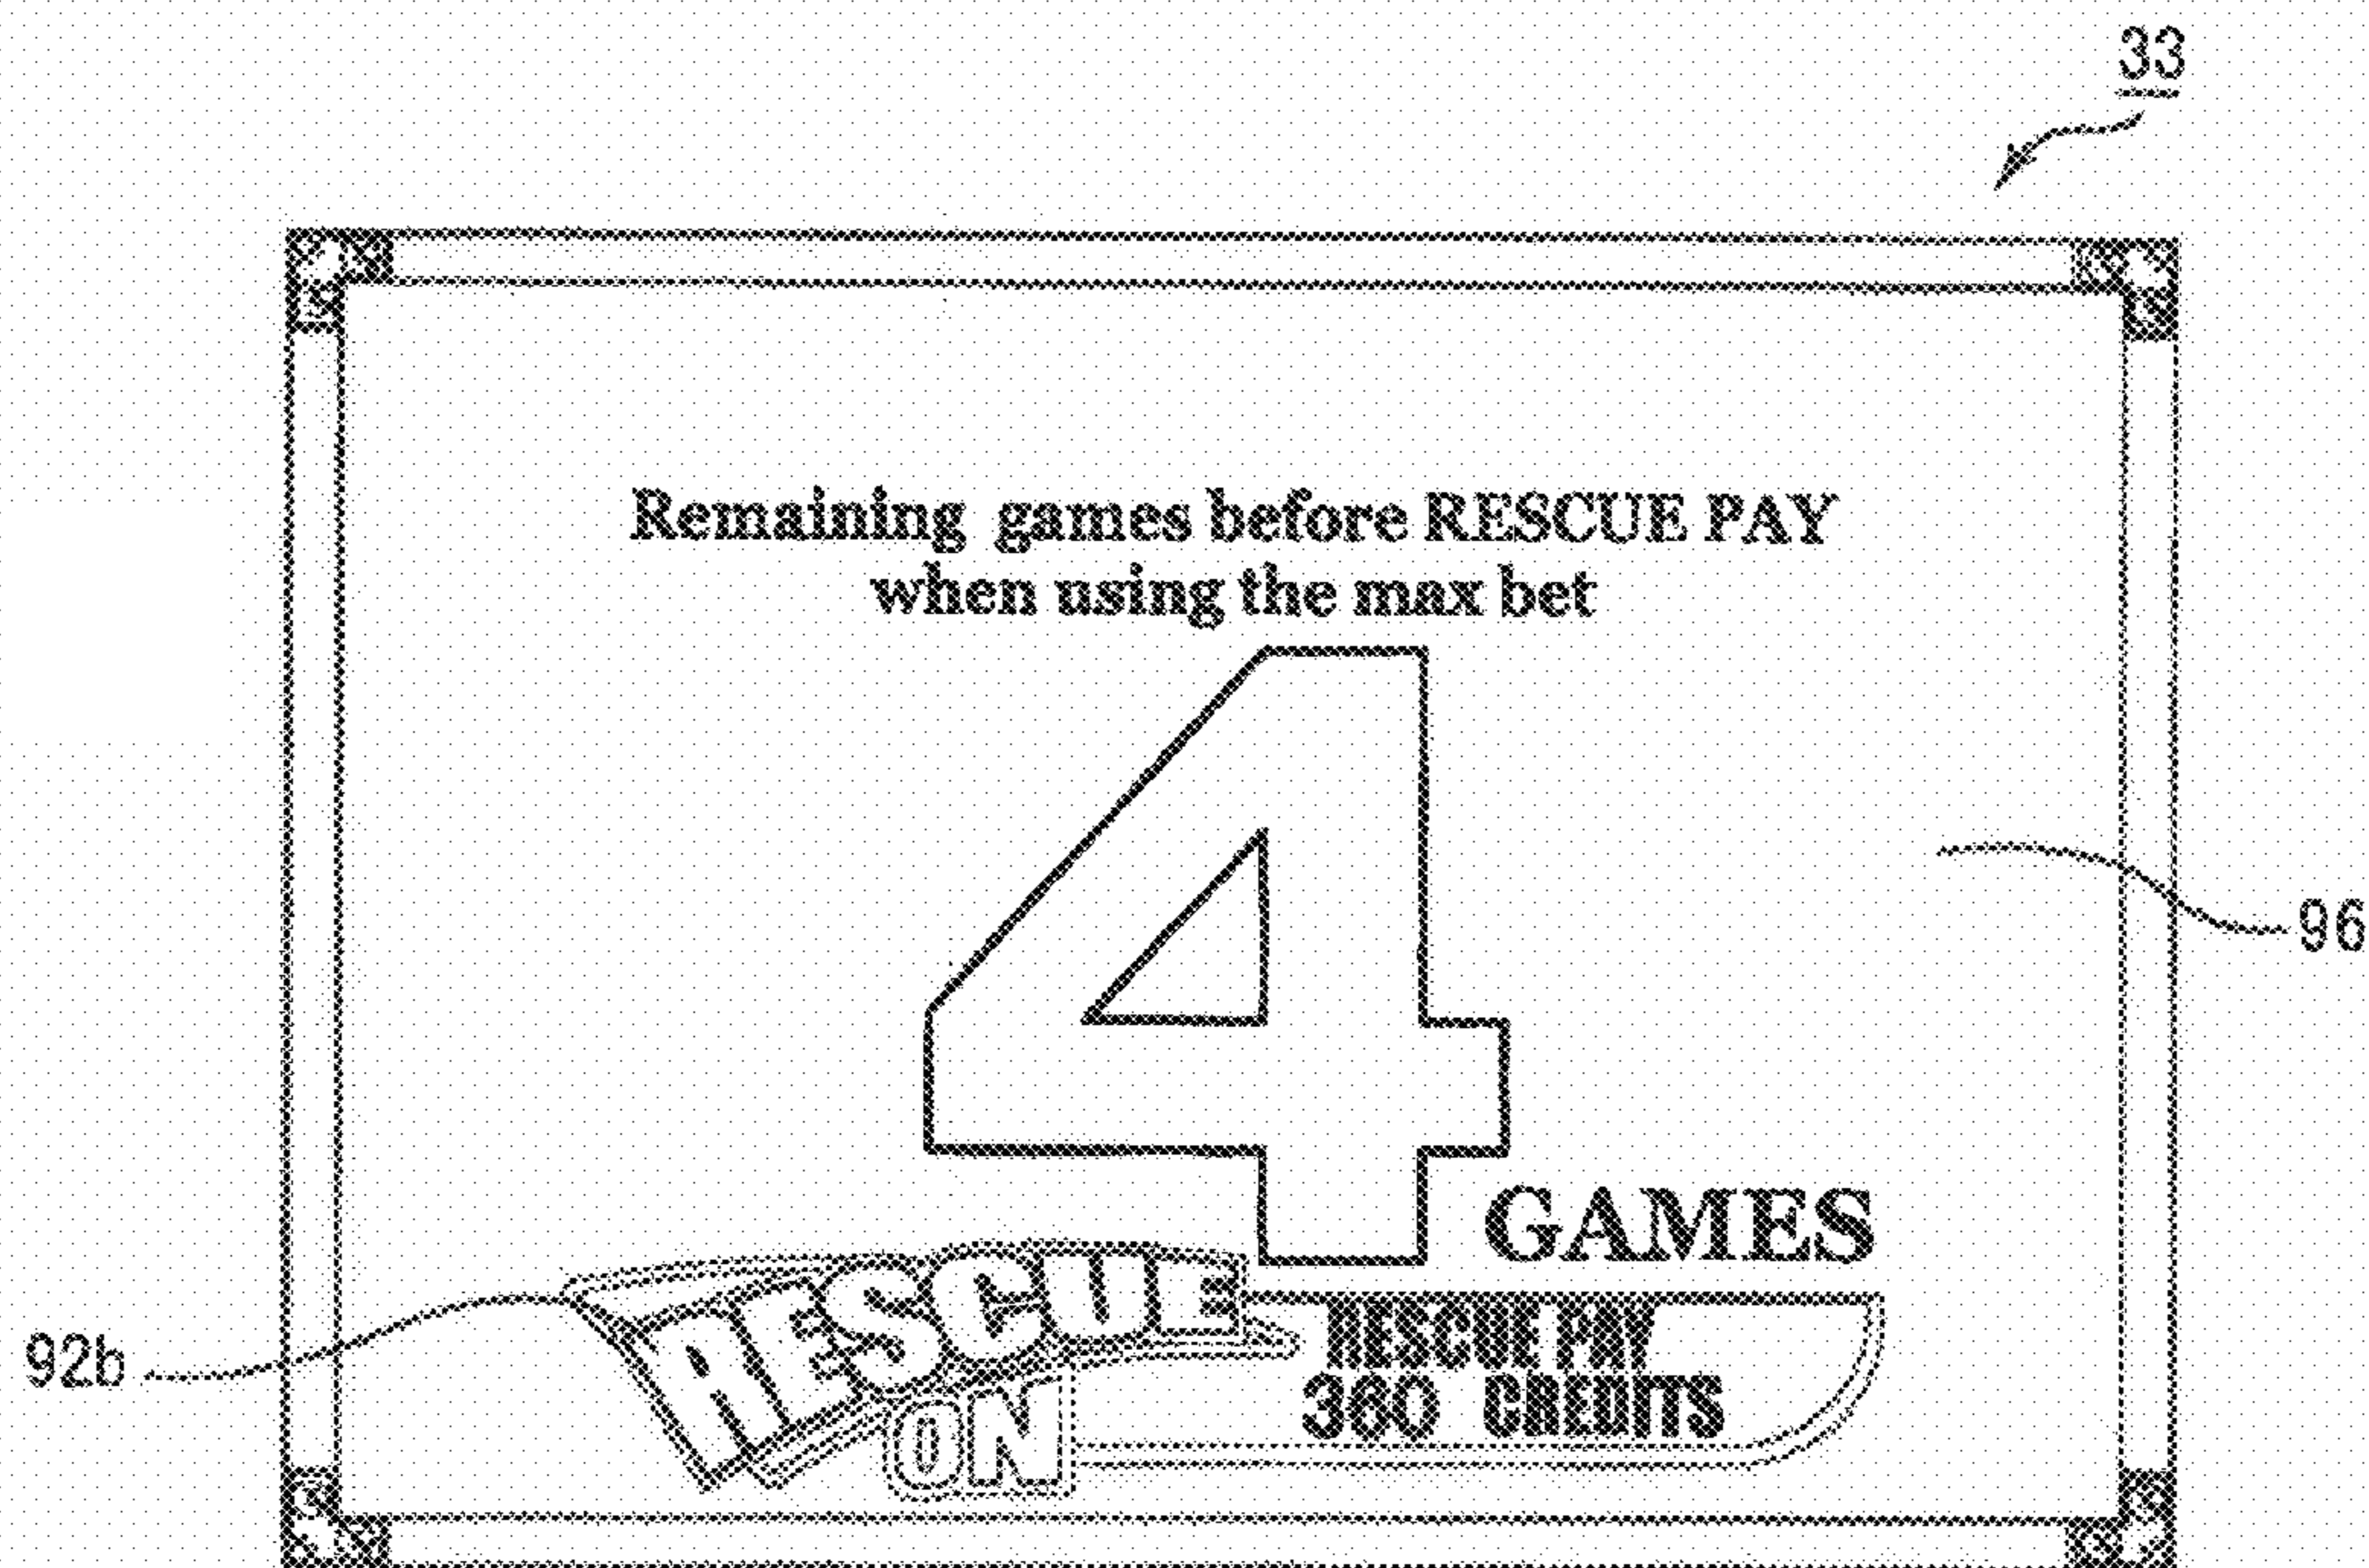 33
Remaining games before RESCUE PAY
when using the max bet
4
96
GAMES
RESCUE
ON
RESCUE PAY
360 CREDITS
92b